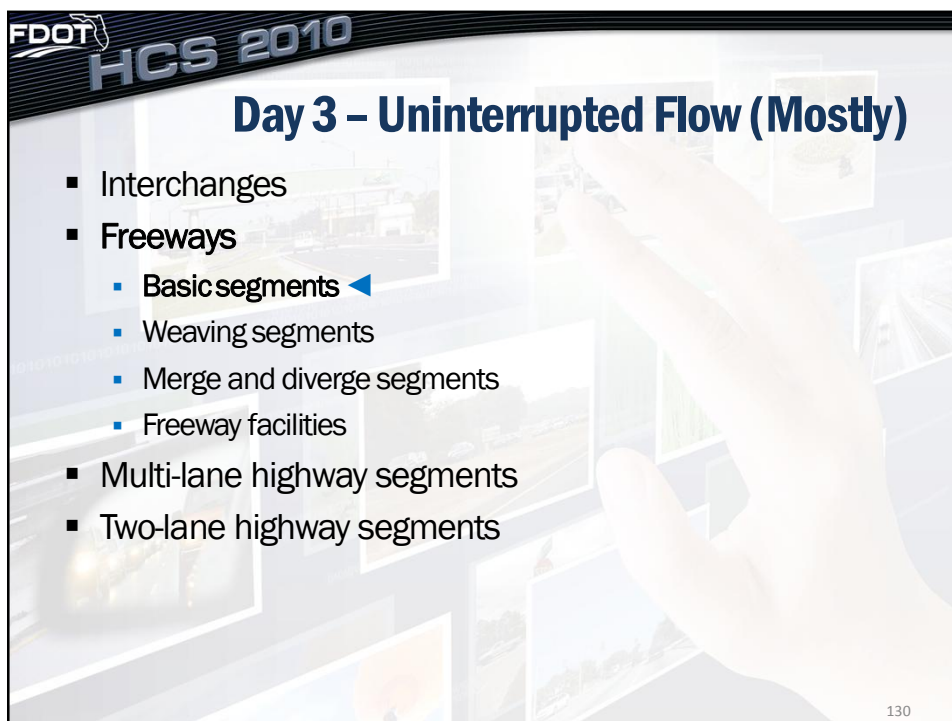 FDOT
HCS 2010
Day 3 – Uninterrupted Flow (Mostly)
▪ Interchanges
▪ Freeways
▪ Basic segments ◄
▪ Weaving segments
▪ Merge and diverge segments
▪ Freeway facilities
▪ Multi-lane highway segments
▪ Two-lane highway segments
130